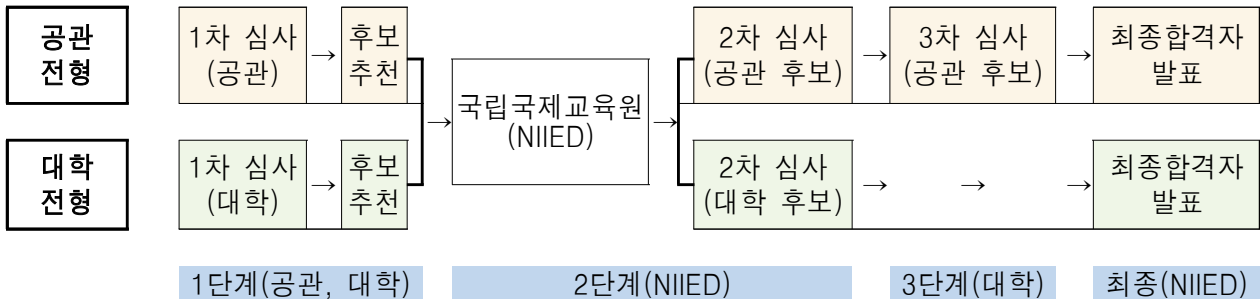 공관
전형
1차 심사
(공관)
→
후보
추천
2차 심사
(공관 후보)
→
3차 심사
(공관 후보)
→
최종합격자
발표
→
국립국제교육원
(NIIED)
→
대학
전형
1차 심사
(대학)
→
후보
추천
2차 심사
(대학 후보)
→
→
→
최종합격자
발표
1단계(공관, 대학)
2단계(NIIED)
3단계(대학)
최종(NIIED)